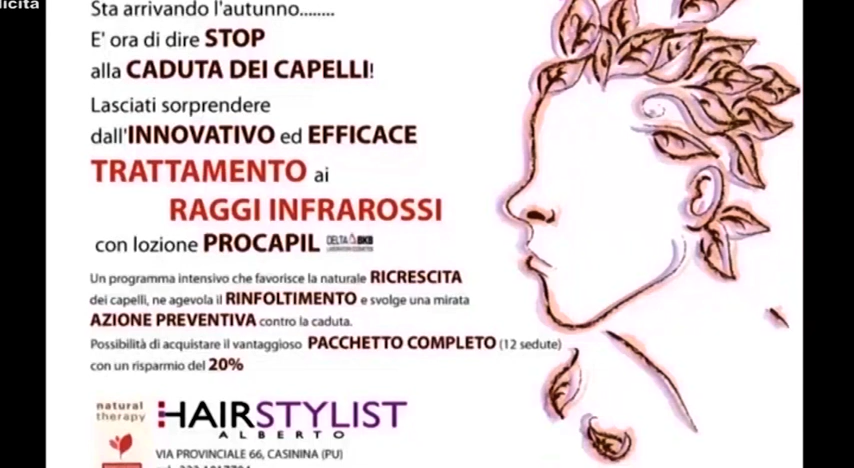 licità
Sta arrivando l'autunno........
E' ora di dire STOP
alla CADUTA DEI CAPELLI!
Lasciati sorprendere
dall'INNOVATIVO ed EFFICACE
TRATTAMENTO ai
RAGGI INFRAROSSI
con lozione PROCAPIL DELTA BKB
Un programma intensivo che favorisce la naturale RICRESCITA
dei capelli, ne agevola il RINFOLTIMENTO e svolge una mirata
AZIONE PREVENTIVA contro la caduta.
Possibilità di acquistare il vantaggioso PACCHETTO COMPLETO (12 sedute)
con un risparmio del 20%
natural
therapy
HAIRSTYLIST
ALBERTO
VIA PROVINCIALE 66, CASININA (PU)